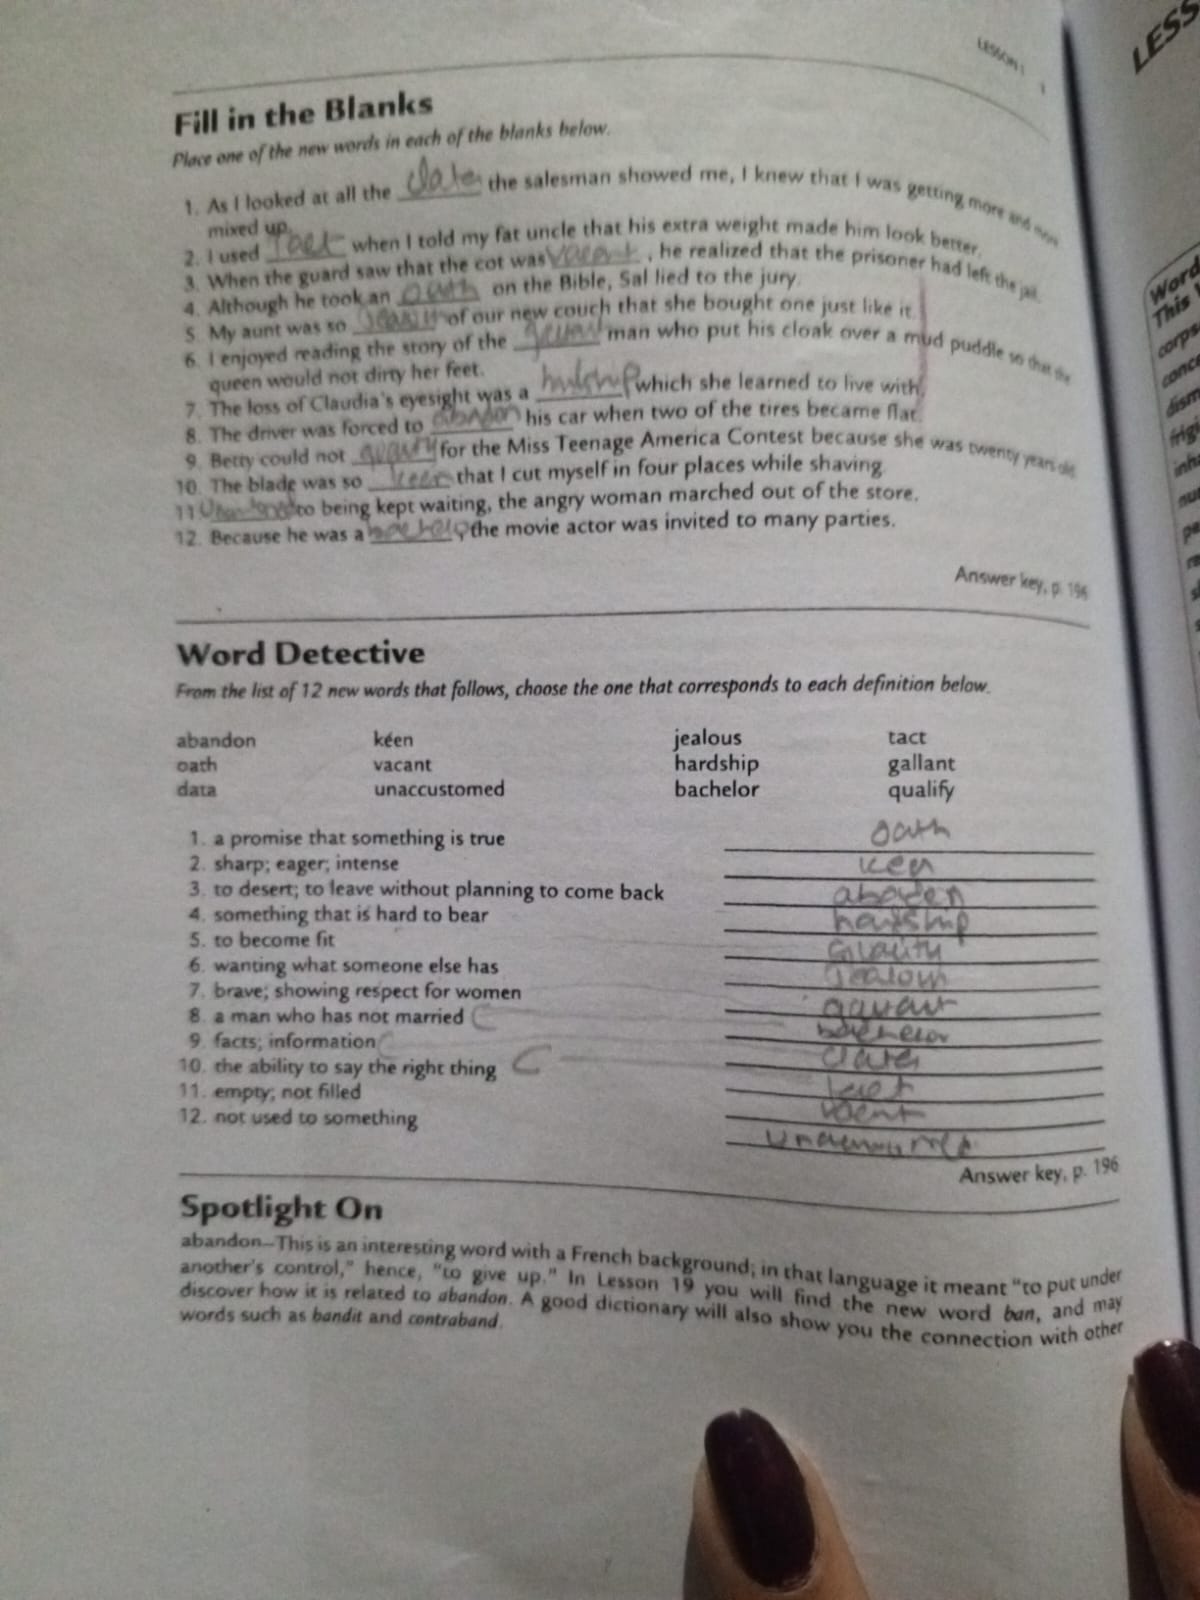 LESSON 1
LESS
Fill in the Blanks
Place one of the new words in each of the blanks below.
1. As I looked at all the data the salesman showed me, I knew that I was getting more and more
mixed up.
2. I used Tact when I told my fat uncle that his extra weight made him look better.
3. When the guard saw that the cot was vacant, he realized that the prisoner had left the jail.
4. Although he took an oath on the Bible, Sal lied to the jury.
5. My aunt was so of our new couch that she bought one just like it.
6. I enjoyed reading the story of the man who put his cloak over a mud puddle so that the
queen would not dirty her feet.
7. The loss of Claudia's eyesight was a hardship which she learned to live with.
8. The driver was forced to abandon his car when two of the tires became flat.
9. Betty could not for the Miss Teenage America Contest because she was twenty years old.
10. The blade was so keen that I cut myself in four places while shaving.
11. to being kept waiting, the angry woman marched out of the store.
12. Because he was a, the movie actor was invited to many parties.
Answer key, p. 196
Word Detective
From the list of 12 new words that follows, choose the one that corresponds to each definition below.
abandon keen jealous tact
oath vacant hardship gallant
data unaccustomed bachelor qualify
1. a promise that something is true oath
2. sharp; eager; intense keen
3. to desert; to leave without planning to come back
4. something that is hard to bear hardship
5. to become fit
6. wanting what someone else has
7. brave; showing respect for women
8. a man who has not married bachelor
9. facts; information
10. the ability to say the right thing
11. empty; not filled
12. not used to something
Answer key, p. 196
Spotlight On
abandon—This is an interesting word with a French background; in that language it meant "to put under
another's control," hence, "to give up." In Lesson 19 you will find the new word ban, and may
discover how it is related to abandon. A good dictionary will also show you the connection with other
words such as bandit and contraband.